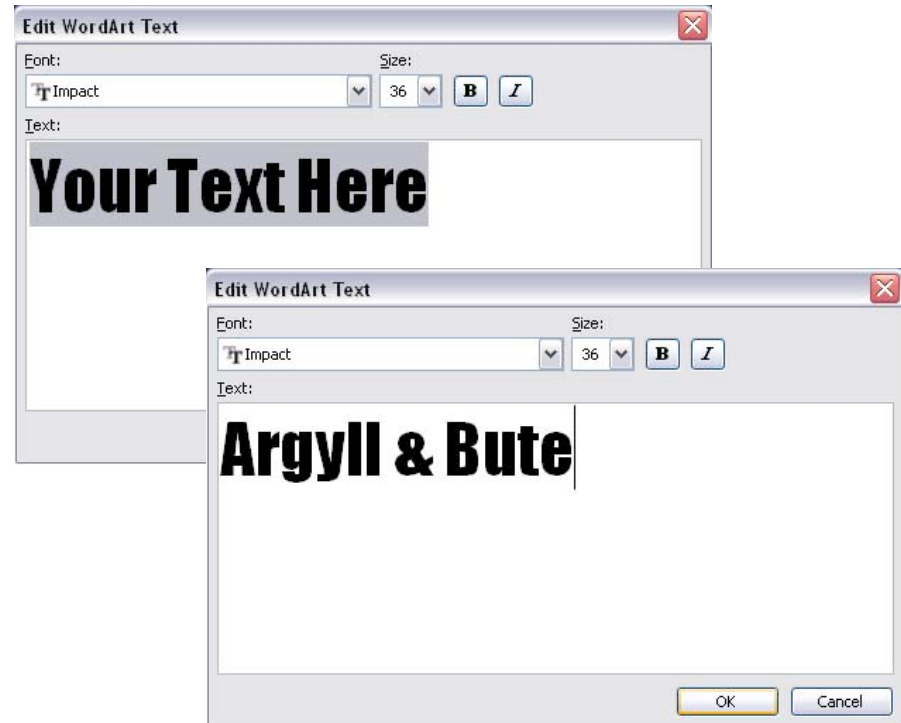 Edit WordArt Text
Font: Size:
Impact 36 B I
Text:
Your Text Here
Edit WordArt Text
Font: Size:
Impact 36 B I
Text:
Argyll & Bute
OK Cancel